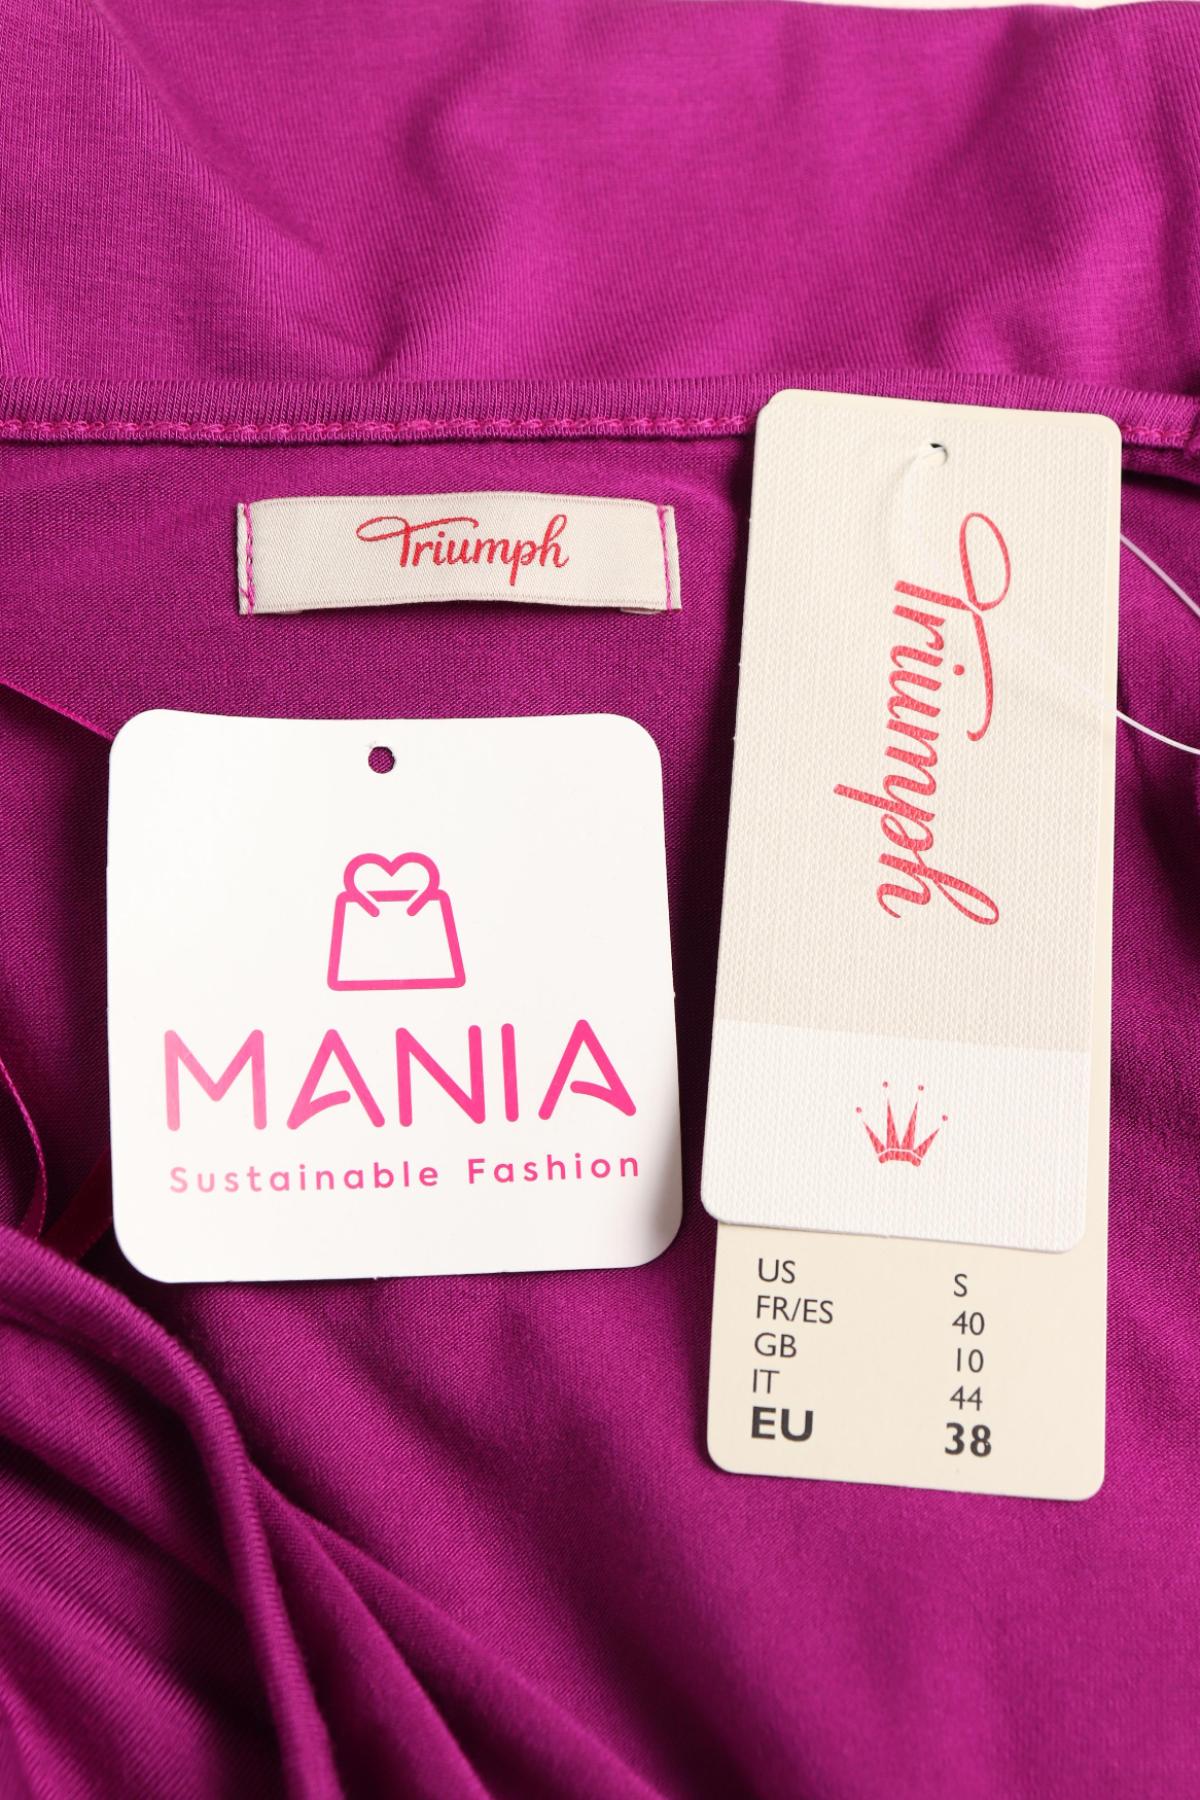 Triumph
Triumph
MANIA
Sustainable Fashion
US S
FR/ES 40
GB 10
IT 44
EU 38